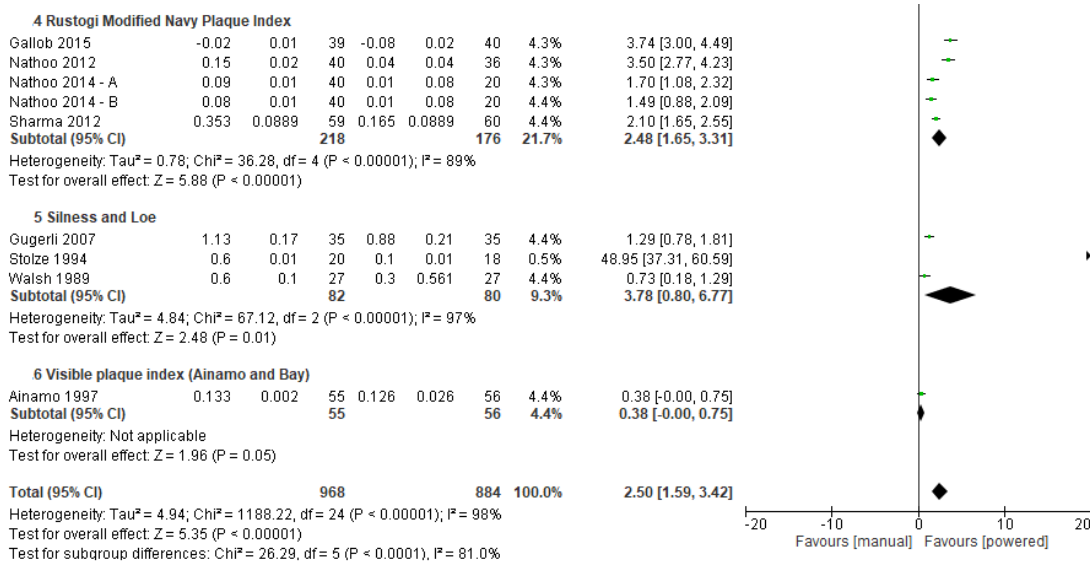 4 Rustogi Modified Navy Plaque Index
Gallob 2015 -0.02 0.01 39 -0.08 0.02 40 4.3% 3.74 [3.00, 4.49]
Nathoo 2012 0.15 0.02 40 0.04 0.04 36 4.3% 3.50 [2.77, 4.23]
Nathoo 2014 - A 0.09 0.01 40 0.01 0.08 20 4.3% 1.70 [1.08, 2.32]
Nathoo 2014 - B 0.08 0.01 40 0.01 0.08 20 4.4% 1.49 [0.88, 2.09]
Sharma 2012 0.353 0.0889 59 0.165 0.0889 60 4.4% 2.10 [1.65, 2.55]
Subtotal (95% CI) 218 176 21.7% 2.48 [1.65, 3.31]
Heterogeneity: Tau² = 0.78; Chi² = 36.28, df = 4 (P < 0.00001); I² = 89%
Test for overall effect: Z = 5.88 (P < 0.00001)
5 Silness and Loe
Gugerli 2007 1.13 0.17 35 0.88 0.21 35 4.4% 1.29 [0.78, 1.81]
Stolze 1994 0.6 0.01 20 0.1 0.01 18 0.5% 48.95 [37.31, 60.59]
Walsh 1989 0.6 0.1 27 0.3 0.561 27 4.4% 0.73 [0.18, 1.29]
Subtotal (95% CI) 82 80 9.3% 3.78 [0.80, 6.77]
Heterogeneity: Tau² = 4.84; Chi² = 67.12, df = 2 (P < 0.00001); I² = 97%
Test for overall effect: Z = 2.48 (P = 0.01)
6 Visible plaque index (Ainamo and Bay)
Ainamo 1997 0.133 0.002 55 0.126 0.026 56 4.4% 0.38 [-0.00, 0.75]
Subtotal (95% CI) 55 56 4.4% 0.38 [-0.00, 0.75]
Heterogeneity: Not applicable
Test for overall effect: Z = 1.96 (P = 0.05)
Total (95% CI) 968 884 100.0% 2.50 [1.59, 3.42]
Heterogeneity: Tau² = 4.94; Chi² = 1188.22, df = 24 (P < 0.00001); I² = 98%
Test for overall effect: Z = 5.35 (P < 0.00001)
Test for subgroup differences: Chi² = 26.29, df = 5 (P < 0.0001), I² = 81.0%
-20 -10 0 10 20
Favours [manual] Favours [powered]